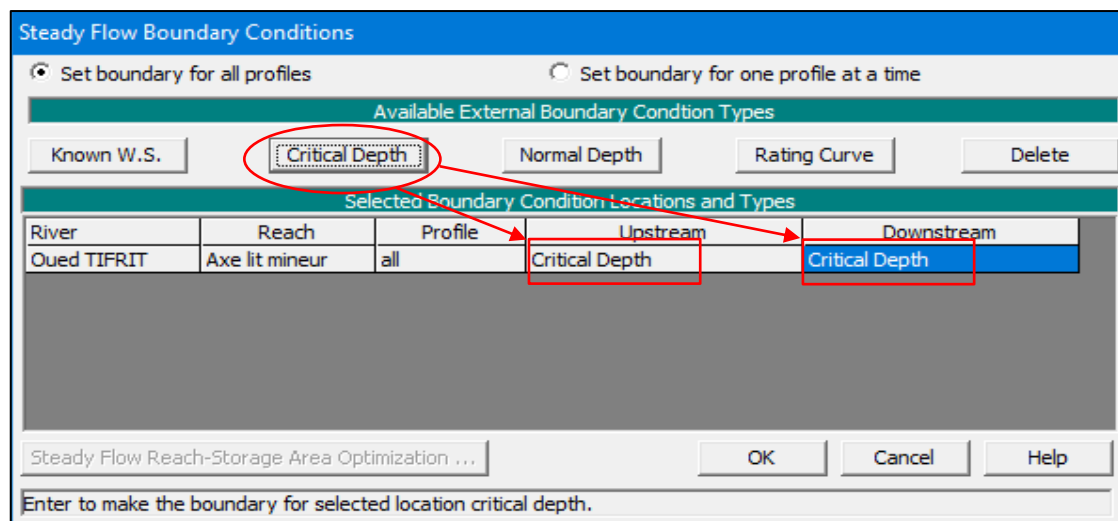 Steady Flow Boundary Conditions
Set boundary for all profiles Set boundary for one profile at a time
Available External Boundary Condtion Types
Known W.S. Critical Depth Normal Depth Rating Curve Delete
Selected Boundary Condition Locations and Types
River Reach Profile Upstream Downstream
Oued TIFRIT Axe lit mineur all Critical Depth Critical Depth
Steady Flow Reach-Storage Area Optimization ... OK Cancel Help
Enter to make the boundary for selected location critical depth.